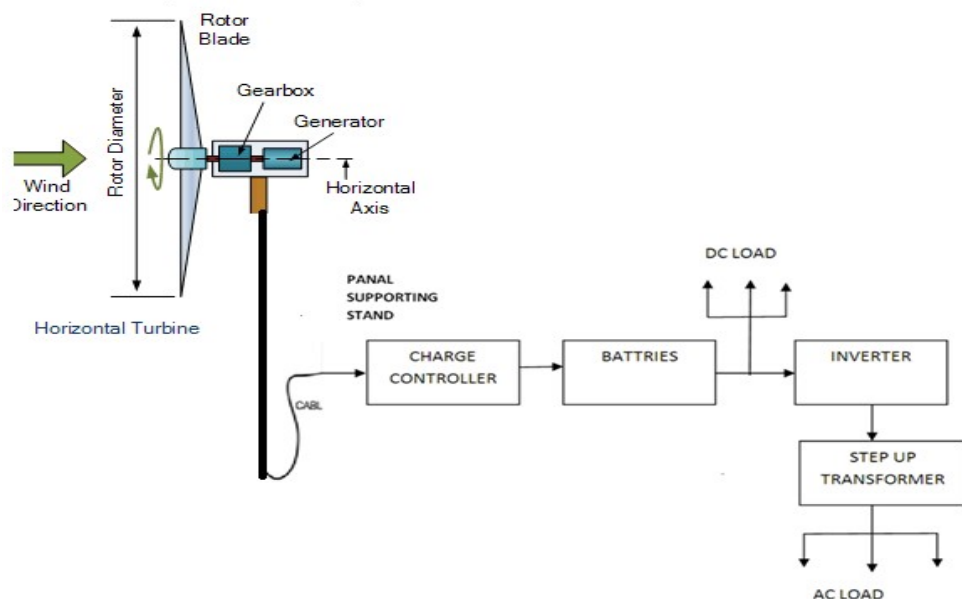 Rotor
Blade
Gearbox
Generator
Rotor Diameter
Wind
Direction
Horizontal
Axis
Horizontal Turbine
PANAL
SUPPORTING
STAND
DC LOAD
CHARGE
CONTROLLER
BATTRIES
INVERTER
CABL
STEP UP
TRANSFORMER
AC LOAD